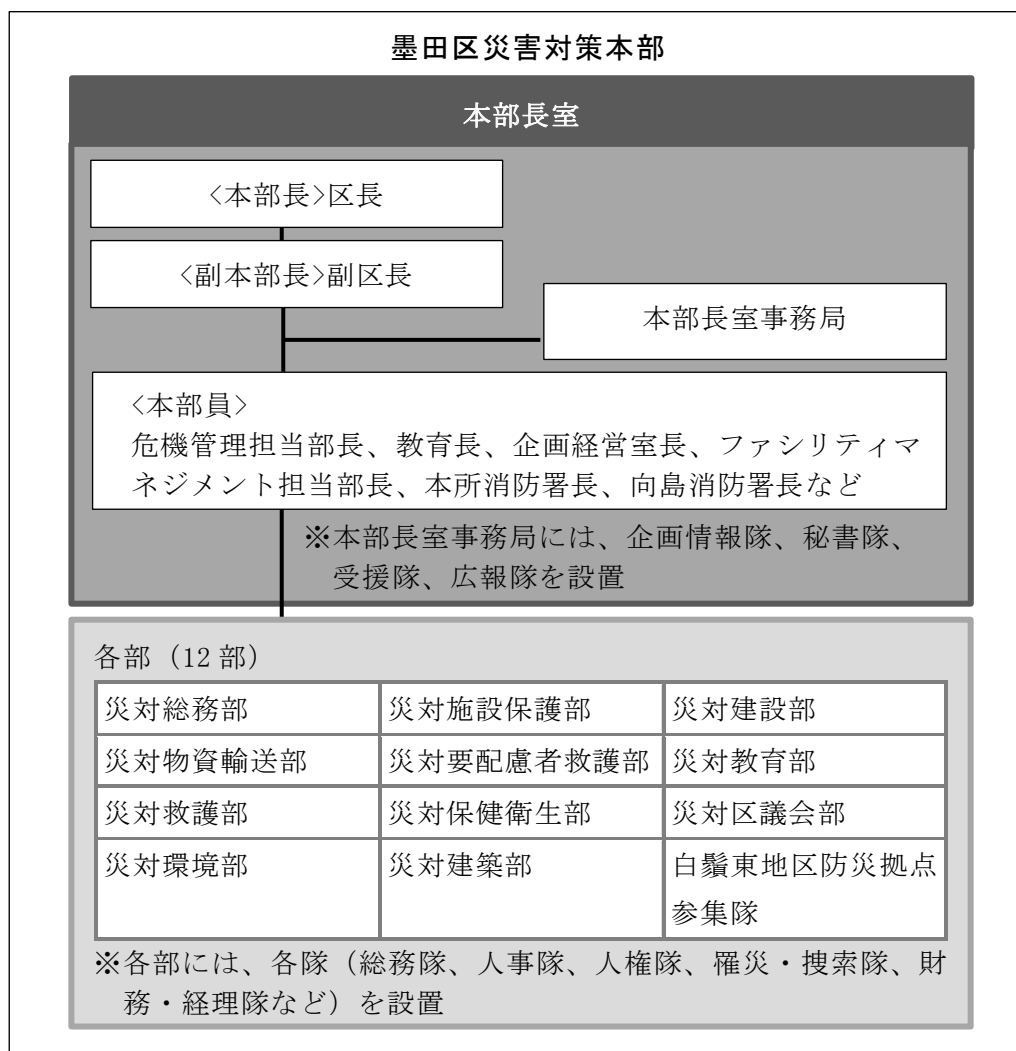 墨田区災害対策本部
本部長室
<本部長>区長
<副本部長>副区長
本部長室事務局
<本部員>
危機管理担当部長、教育長、企画経営室長、ファシリティマ
ネジメント担当部長、本所消防署長、向島消防署長など
※本部長室事務局には、企画情報隊、秘書隊、
受援隊、広報隊を設置
各部（12 部）
災対総務部 災対施設保護部 災対建設部
災対物資輸送部 災対要配慮者救護部 災対教育部
災対救護部 災対保健衛生部 災対区議会部
災対環境部 災対建築部 白鬚東地区防災拠点
参集隊
※各部には、各隊（総務隊、人事隊、人権隊、罹災・捜索隊、財
務・経理隊など）を設置